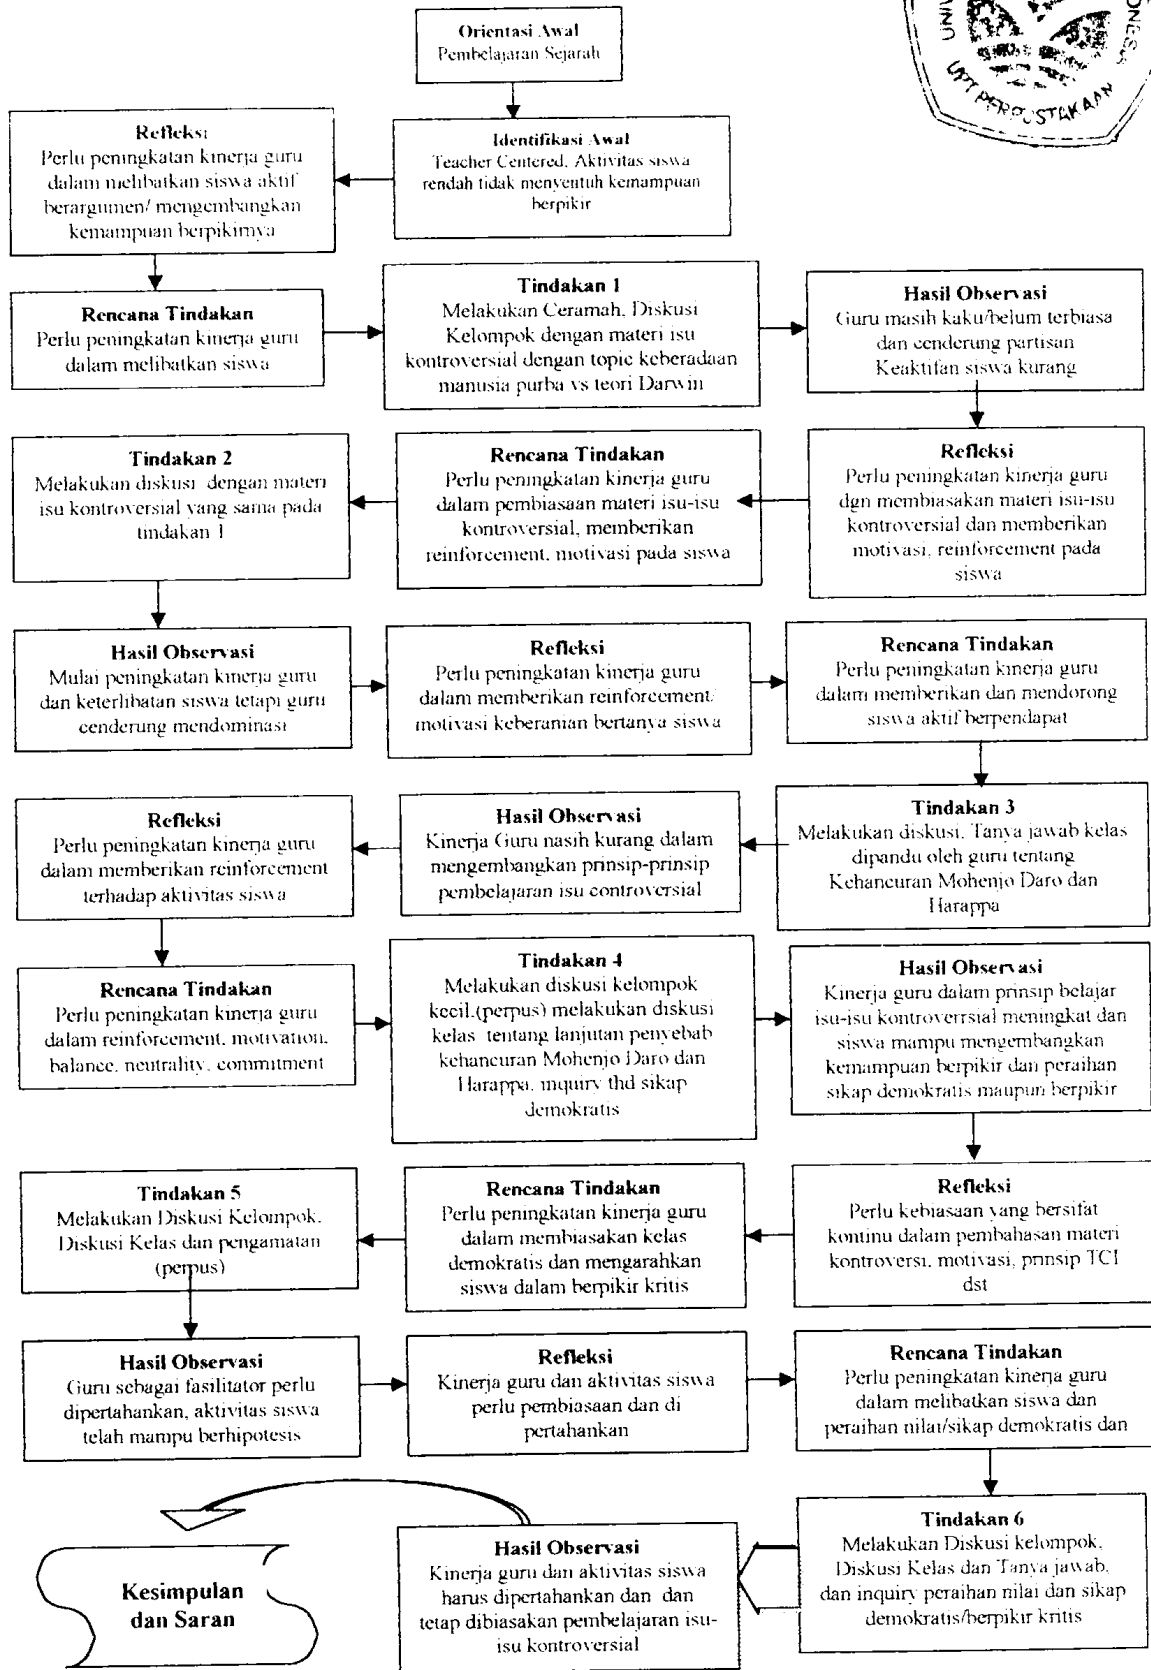 Orientasi Awal
Pembelajaran Sejarah
UPT PERPUSTAKAAN
Identifikasi Awal
Teacher Centered, Aktivitas siswa
rendah tidak menyentuh kemampuan
berpikir
Refleksi
Perlu peningkatan kinerja guru
dalam melibatkan siswa aktif
berargumen/ mengembangkan
kemampuan berpikirnya
Rencana Tindakan
Perlu peningkatan kinerja guru
dalam melibatkan siswa
Tindakan 1
Melakukan Ceramah, Diskusi
Kelompok dengan materi isu
kontroversial dengan topic keberadaan
manusia purba vs teori Darwin
Hasil Observasi
Guru masih kaku/belum terbiasa
dan cenderung partisan
Keaktifan siswa kurang
Refleksi
Perlu peningkatan kinerja guru
dgn membiasakan materi isu-isu
kontroversial dan memberikan
motivasi, reinforcement pada
siswa
Rencana Tindakan
Perlu peningkatan kinerja guru
dalam pembiasaan materi isu-isu
kontroversial, memberikan
reinforcement, motivasi pada siswa
Tindakan 2
Melakukan diskusi dengan materi
isu kontroversial yang sama pada
tindakan 1
Hasil Observasi
Mulai peningkatan kinerja guru
dan keterlibatan siswa tetapi guru
cenderung mendominasi
Refleksi
Perlu peningkatan kinerja guru
dalam memberikan reinforcement/
motivasi keberanian bertanya siswa
Rencana Tindakan
Perlu peningkatan kinerja guru
dalam memberikan dan mendorong
siswa aktif berpendapat
Tindakan 3
Melakukan diskusi, Tanya jawab kelas
dipandu oleh guru tentang
Kehancuran Mohenjo Daro dan
Harappa
Hasil Observasi
Kinerja Guru nasih kurang dalam
mengembangkan prinsip-prinsip
pembelajaran isu controversial
Refleksi
Perlu peningkatan kinerja guru
dalam memberikan reinforcement
terhadap aktivitas siswa
Rencana Tindakan
Perlu peningkatan kinerja guru
dalam reinforcement, motivation,
balance, neutrality, commitment
Tindakan 4
Melakukan diskusi kelompok
kecil,(perpus) melakukan diskusi
kelas tentang lanjutan penyebab
kehancuran Mohenjo Daro dan
Harappa, inquiry thd sikap
demokratis
Hasil Observasi
Kinerja guru dalam prinsip belajar
isu-isu kontroverrsial meningkat dan
siswa mampu mengembangkan
kemampuan berpikir dan peraihan
sikap demokratis maupun berpikir
Refleksi
Perlu kebiasaan yang bersifat
kontinu dalam pembahasan materi
kontroversi, motivasi, prinsip TCI
dst
Rencana Tindakan
Perlu peningkatan kinerja guru
dalam membiasakan kelas
demokratis dan mengarahkan
siswa dalam berpikir kritis
Tindakan 5
Melakukan Diskusi Kelompok,
Diskusi Kelas dan pengamatan
(perpus)
Hasil Observasi
Guru sebagai fasilitator perlu
dipertahankan, aktivitas siswa
telah mampu berhipotesis
Refleksi
Kinerja guru dan aktivitas siswa
perlu pembiasaan dan di
pertahankan
Rencana Tindakan
Perlu peningkatan kinerja guru
dalam melibatkan siswa dan
peraihan nilai/sikap demokratis dan
Tindakan 6
Melakukan Diskusi kelompok,
Diskusi Kelas dan Tanya jawab,
dan inquiry peraihan nilai dan sikap
demokratis/berpikir kritis
Hasil Observasi
Kinerja guru dan aktivitas siswa
harus dipertahankan dan dan
tetap dibiasakan pembelajaran isu-
isu kontroversial
Kesimpulan
dan Saran